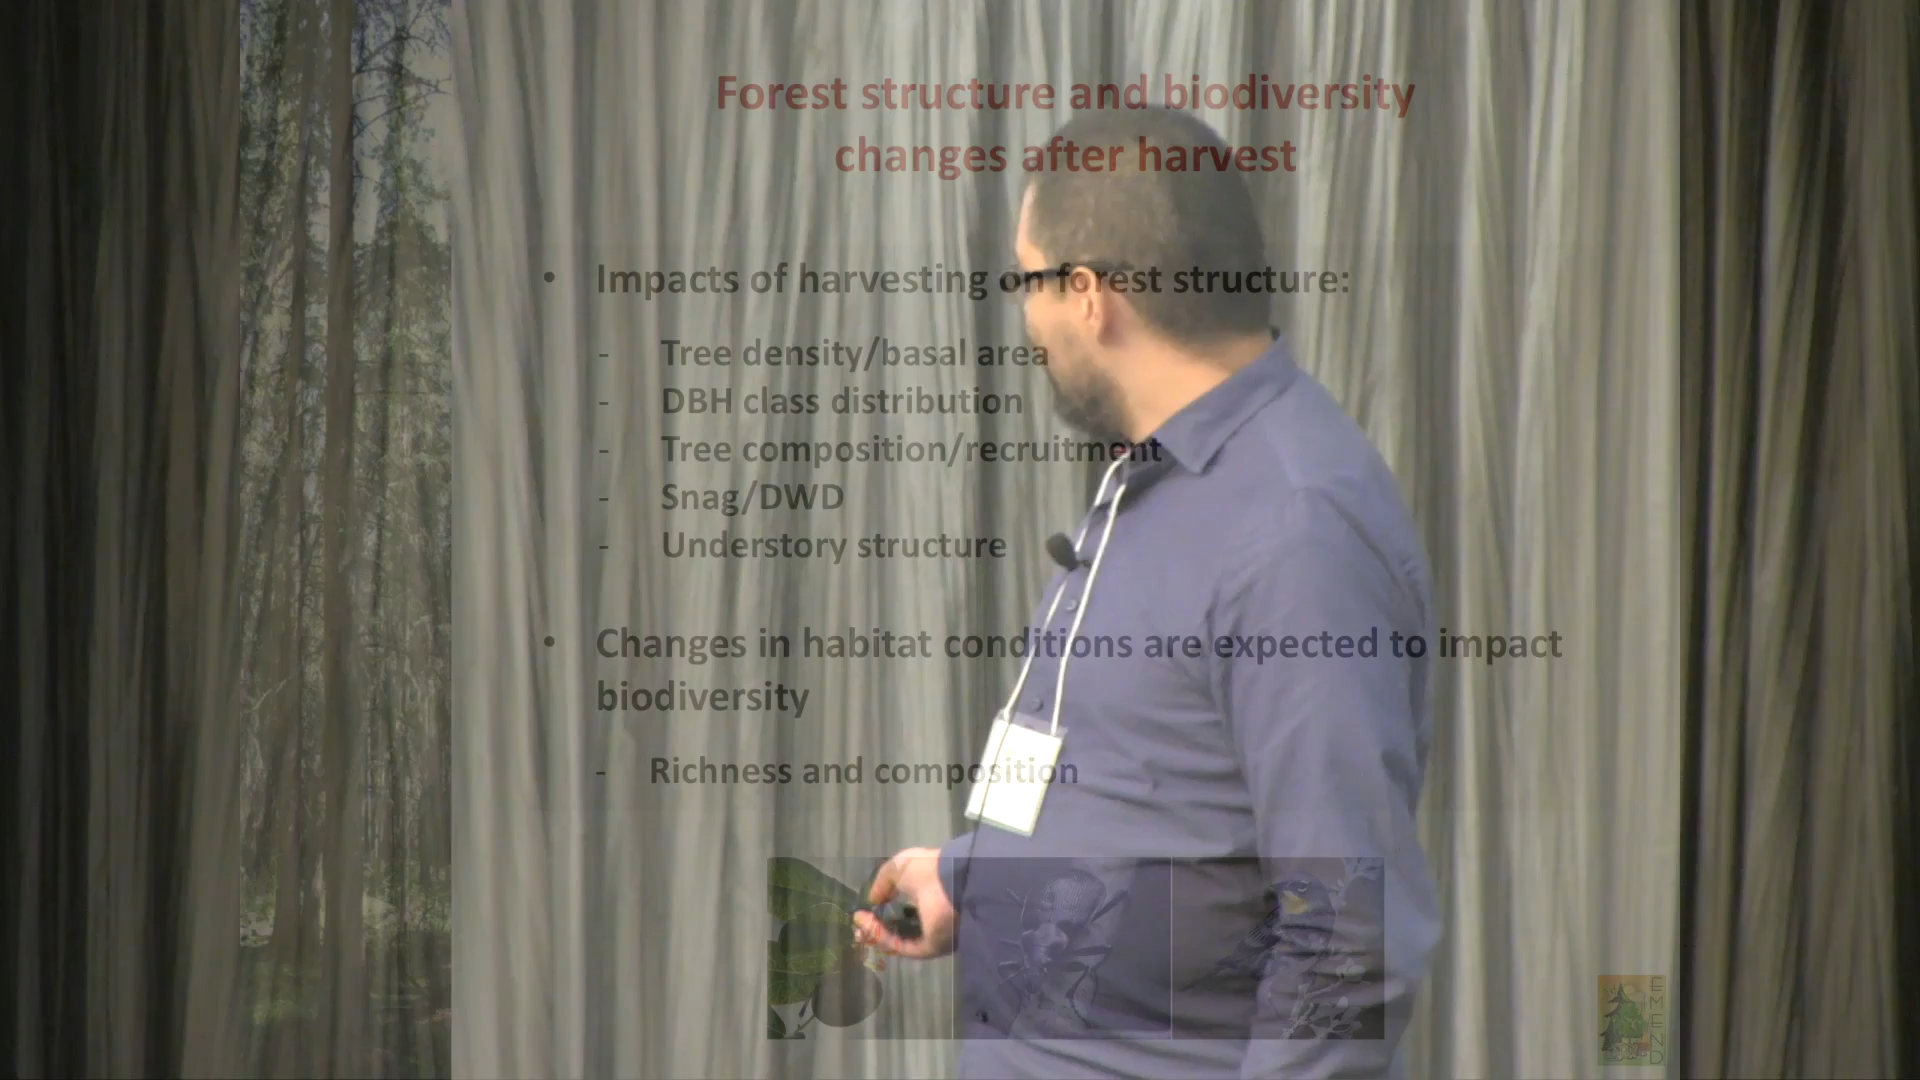 Forest structure and biodiversity
changes after harvest
• Impacts of harvesting on forest structure:
- Tree density/basal area
- DBH class distribution
- Tree composition/recruitment
- Snag/DWD
- Understory structure
• Changes in habitat conditions are expected to impact
biodiversity
- Richness and composition
EMEND